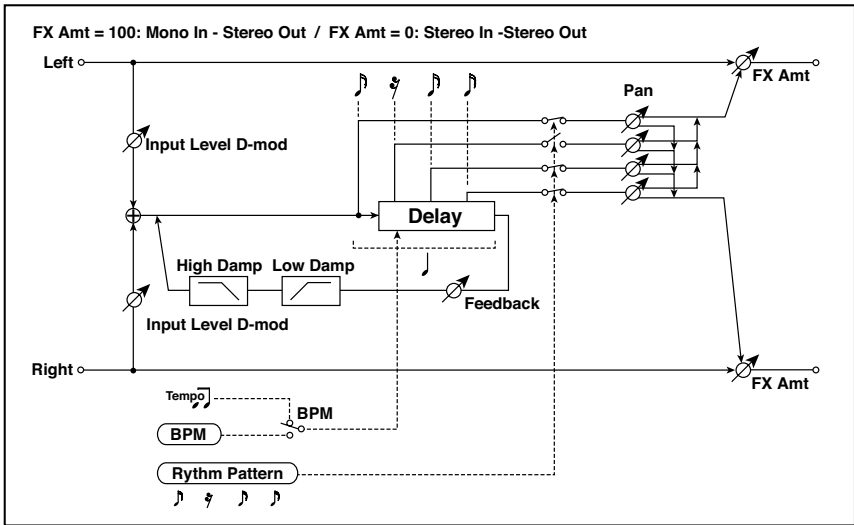 FX Amt = 100: Mono In - Stereo Out / FX Amt = 0: Stereo In -Stereo Out
Left
FX Amt
Pan
Input Level D-mod
Delay
High Damp
Low Damp
Feedback
Input Level D-mod
Right
FX Amt
Tempo
BPM
BPM
Rythm Pattern